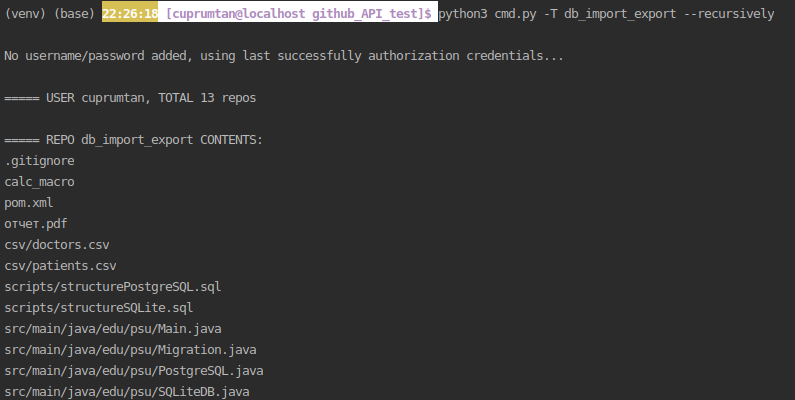 (venv) (base) 22:26:18 [cuprumtan@localhost github_API_test]$ python3 cmd.py -T db_import_export --recursively
No username/password added, using last successfully authorization credentials...
===== USER cuprumtan, TOTAL 13 repos
===== REPO db_import_export CONTENTS:
.gitignore
calc_macro
pom.xml
отчет.pdf
csv/doctors.csv
csv/patients.csv
scripts/structurePostgreSQL.sql
scripts/structureSQLite.sql
src/main/java/edu/psu/Main.java
src/main/java/edu/psu/Migration.java
src/main/java/edu/psu/PostgreSQL.java
src/main/java/edu/psu/SQLiteDB.java